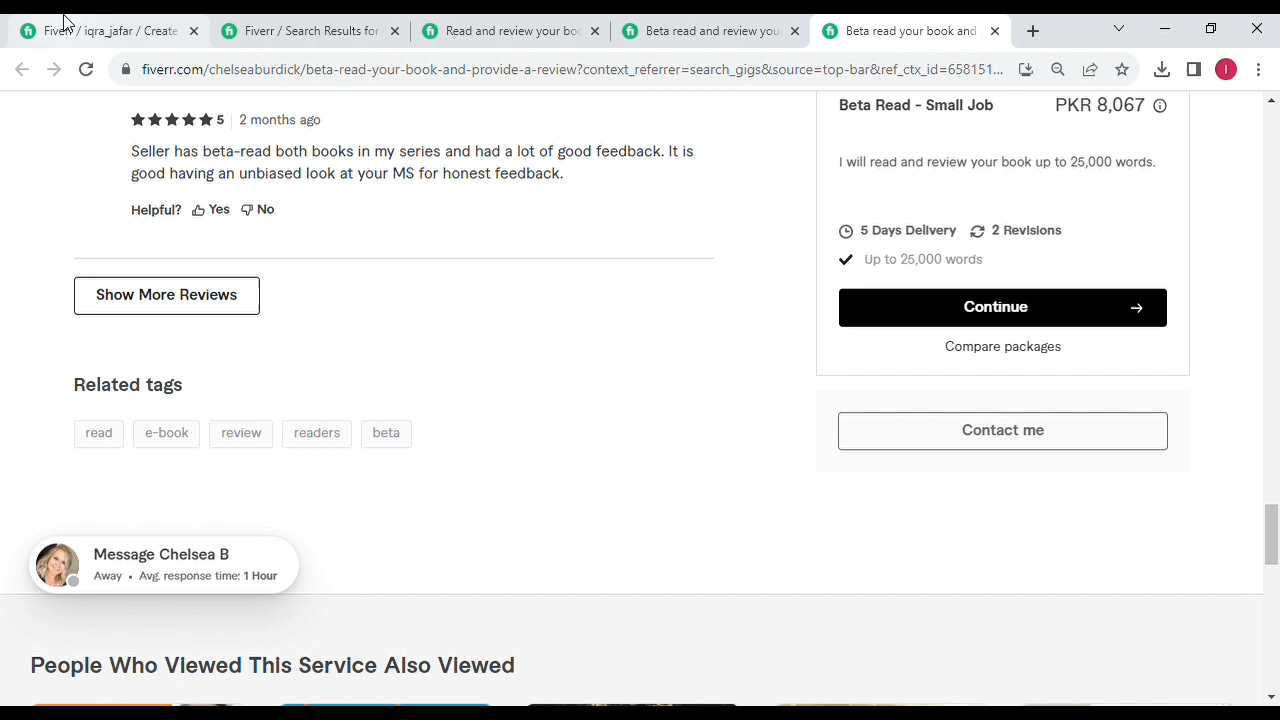 Fiverr / iqra_jafar / Create
Fiverr / Search Results for
Read and review your bo
Beta read and review you
Beta read your book and
fiverr.com/chelseaburdick/beta-read-your-book-and-provide-a-review?context_referrer=search_gigs&source=top-bar&ref_ctx_id=658151...
I
5 2 months ago
Seller has beta-read both books in my series and had a lot of good feedback. It is
good having an unbiased look at your MS for honest feedback.
Helpful? Yes No
Show More Reviews
Related tags
read e-book review readers beta
Beta Read - Small Job PKR 8,067
I will read and review your book up to 25,000 words.
5 Days Delivery 2 Revisions
Up to 25,000 words
Continue
Compare packages
Contact me
Message Chelsea B
Away • Avg. response time: 1 Hour
People Who Viewed This Service Also Viewed